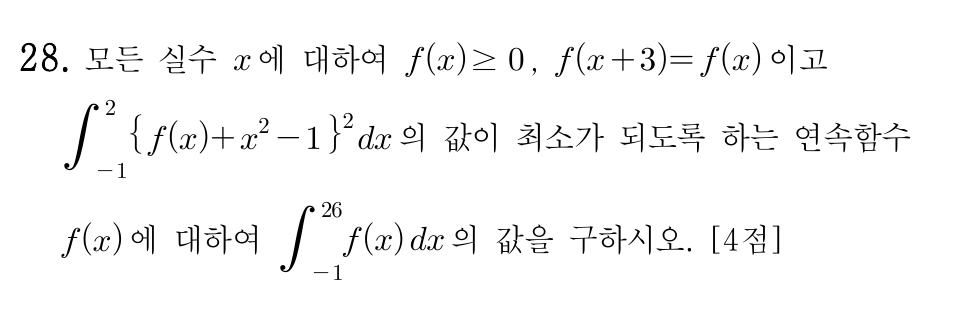 28. 모든 실수 x에 대하여 f(x)≥0, f(x+3)=f(x)이고
∫_{-1}^{2} {f(x)+x²-1}² dx의 값이 최소가 되도록 하는 연속함수
f(x)에 대하여 ∫_{-1}^{26} f(x)dx의 값을 구하시오. [4점]